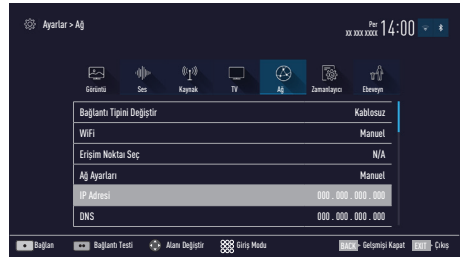 Ayarlar > Ağ
Per
xx xxx xxxx 14:00
Görüntü Ses Kaynak TV Ağ Zamanlayıcı Ebeveyn
Bağlantı Tipini Değiştir Kablosuz
WiFi Manuel
Erişim Noktaı Seç N/A
Ağ Ayarları Manuel
IP Adresi 000 . 000 . 000 . 000
DNS 000 . 000 . 000 . 000
Bağlan Bağlantı Testi Alanı Değiştir Giriş Modu BACK - Gelşmişi Kapat EXIT - Çıkış